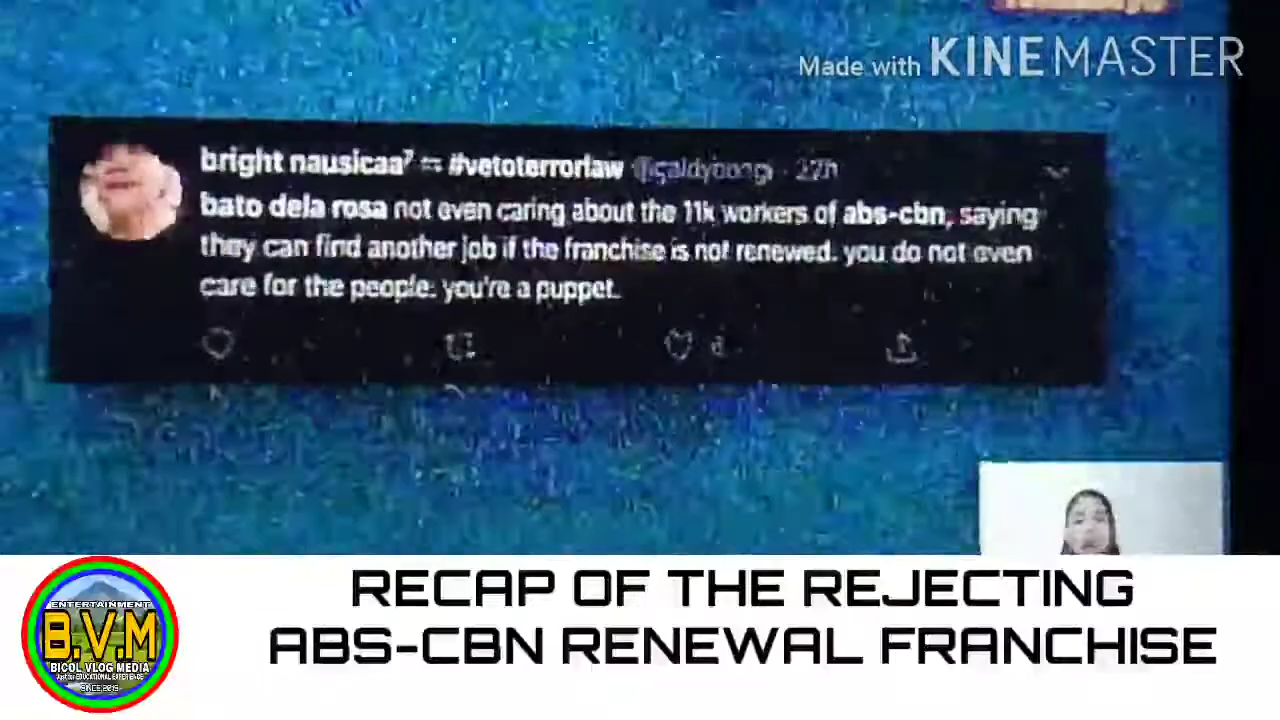 Made with KINEMASTER
bright nausicaa⁷ ⇆ #vetoterrorlaw · 22h
bato dela rosa not even caring about the 11k workers of abs-cbn, saying
they can find another job if the franchise is not renewed. you do not even
care for the people. you're a puppet.
ENTERTAINMENT
B.V.M
BICOL VLOG MEDIA
SINCE 2019
RECAP OF THE REJECTING
ABS-CBN RENEWAL FRANCHISE